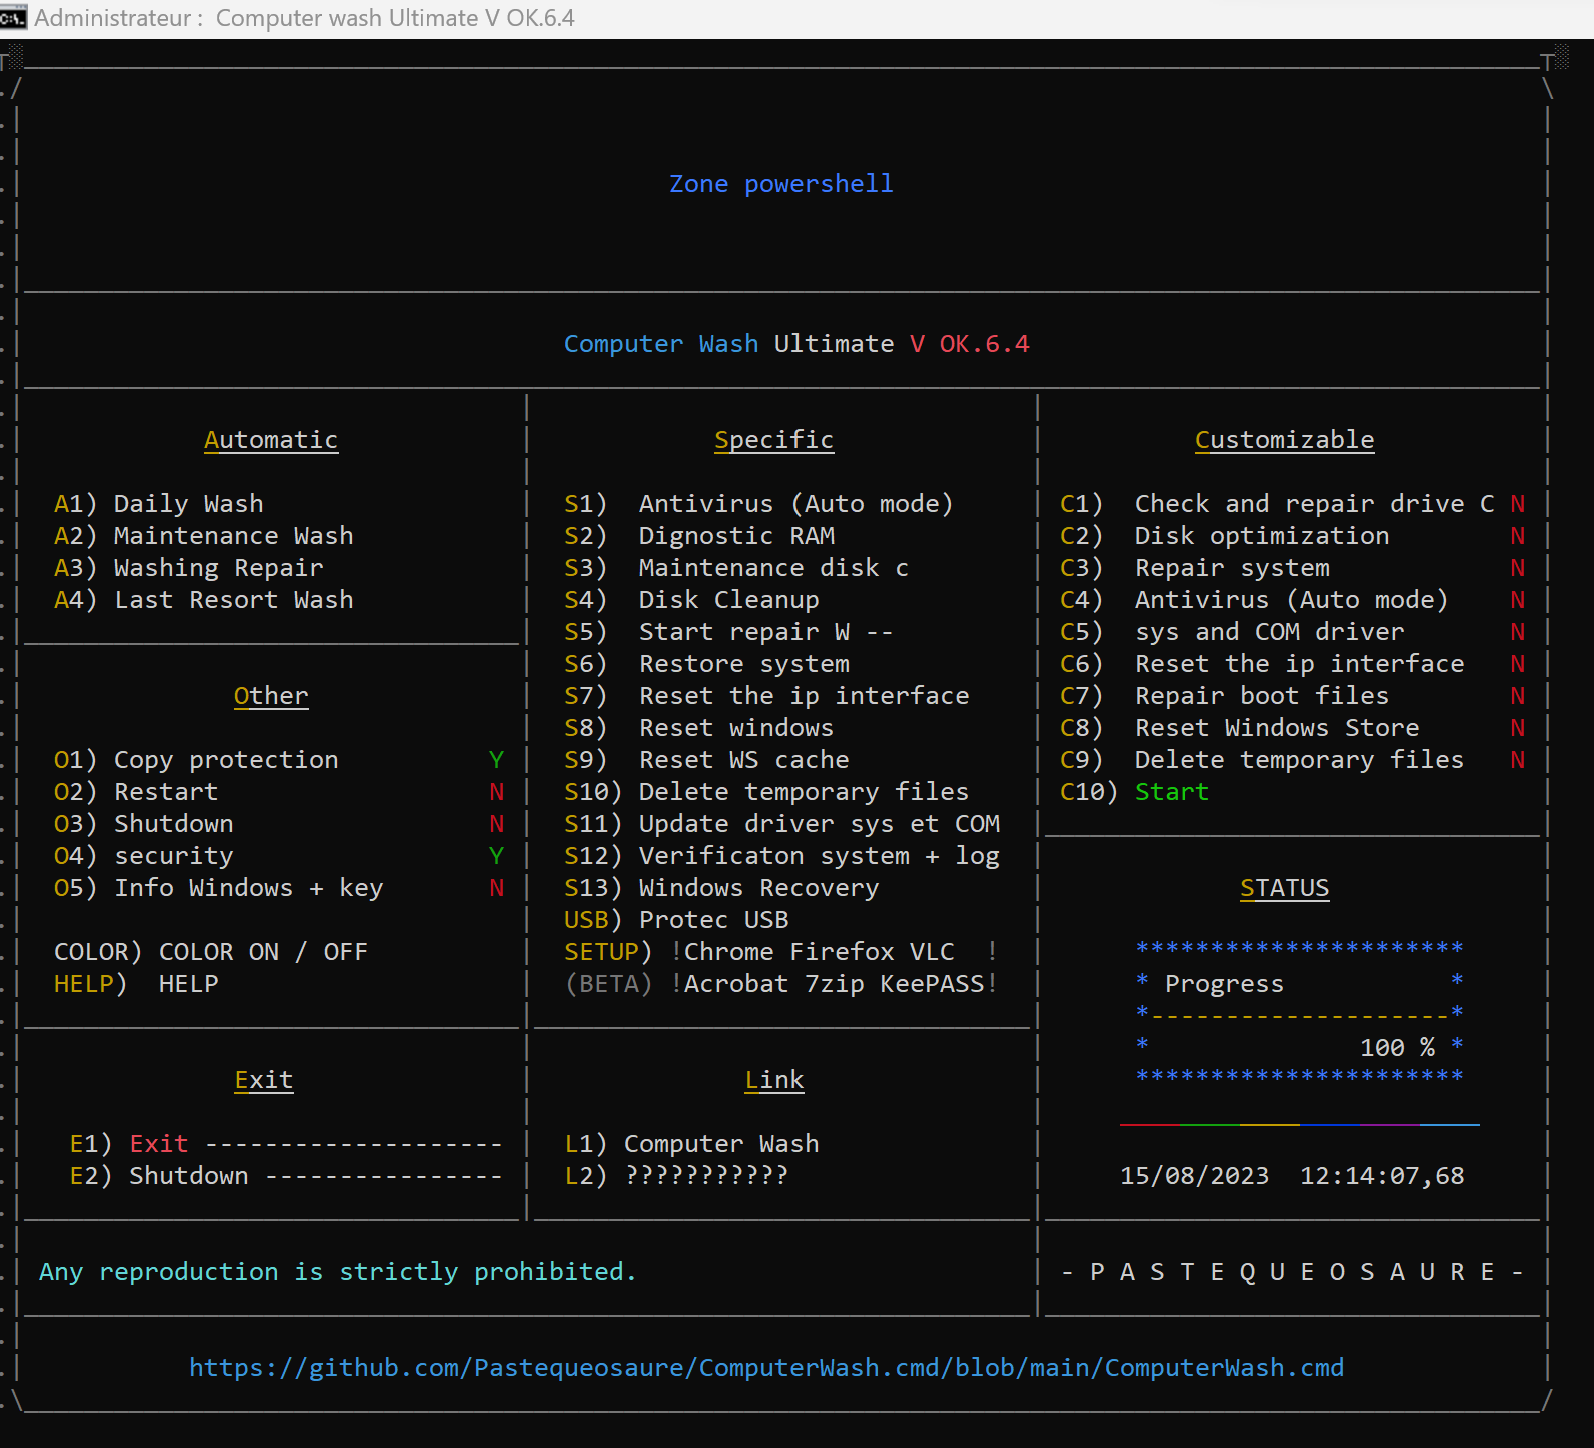 Administrateur :  Computer wash Ultimate V OK.6.4
Zone powershell
Computer Wash Ultimate V OK.6.4
Automatic
A1) Daily Wash
A2) Maintenance Wash
A3) Washing Repair
A4) Last Resort Wash
Other
O1) Copy protection Y
O2) Restart N
O3) Shutdown N
O4) security Y
O5) Info Windows + key N
COLOR) COLOR ON / OFF
HELP) HELP
Exit
E1) Exit --------------------
E2) Shutdown ----------------
Specific
S1) Antivirus (Auto mode)
S2) Dignostic RAM
S3) Maintenance disk c
S4) Disk Cleanup
S5) Start repair W --
S6) Restore system
S7) Reset the ip interface
S8) Reset windows
S9) Reset WS cache
S10) Delete temporary files
S11) Update driver sys et COM
S12) Verificaton system + log
S13) Windows Recovery
USB) Protec USB
SETUP) !Chrome Firefox VLC  !
(BETA) !Acrobat 7zip KeePASS!
Link
L1) Computer Wash
L2) ???????????
Customizable
C1) Check and repair drive C N
C2) Disk optimization N
C3) Repair system N
C4) Antivirus (Auto mode) N
C5) sys and COM driver N
C6) Reset the ip interface N
C7) Repair boot files N
C8) Reset Windows Store N
C9) Delete temporary files N
C10) Start
STATUS
**********************
* Progress *
*--------------------*
* 100 % *
**********************
15/08/2023  12:14:07,68
Any reproduction is strictly prohibited.
- P A S T E Q U E O S A U R E -
https://github.com/Pastequeosaure/ComputerWash.cmd/blob/main/ComputerWash.cmd